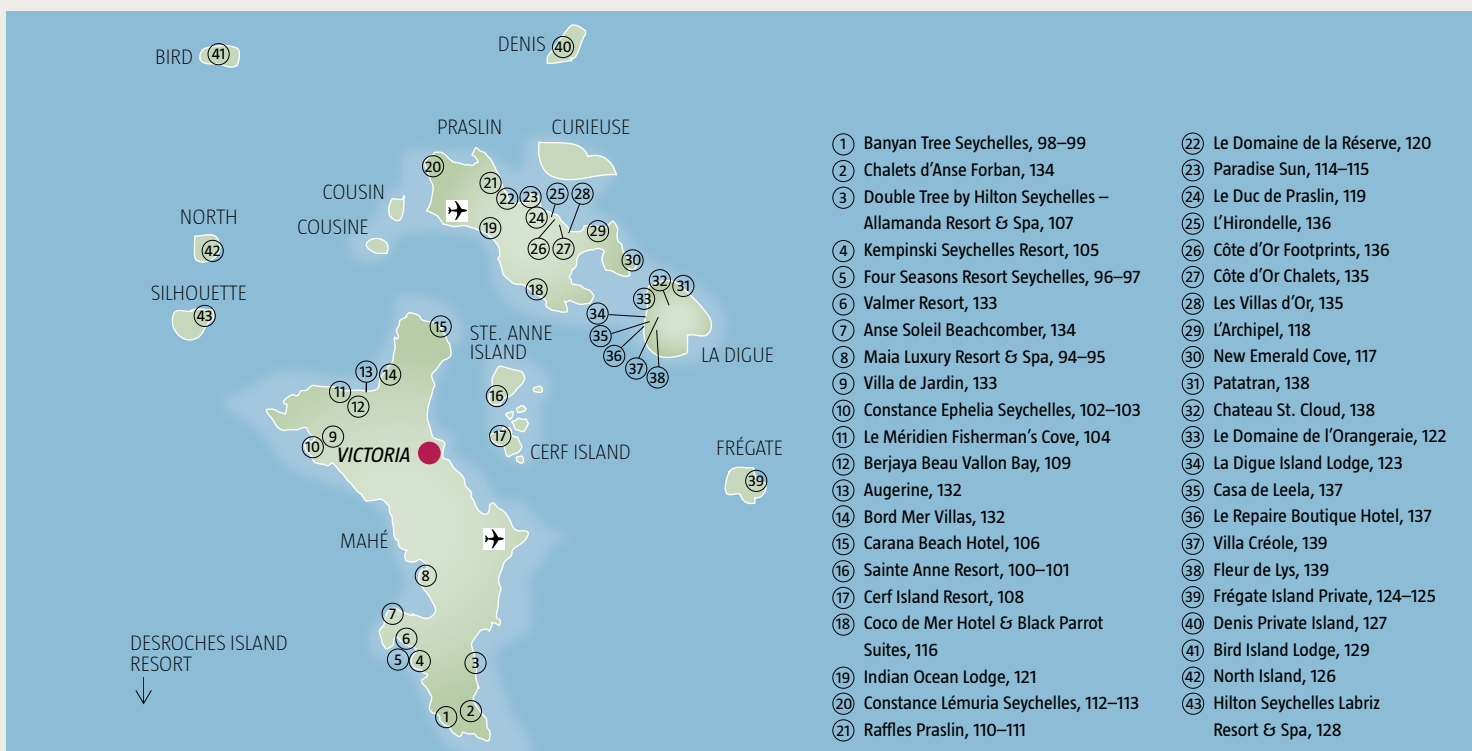 BIRD
41
DENIS
40
PRASLIN
CURIEUSE
20
21
22
23
25
28
COUSIN
24
NORTH
COUSINE
19
26
27
29
42
30
32
31
SILHOUETTE
18
33
43
34
15
STE. ANNE
ISLAND
35
LA DIGUE
36
37
38
13
14
11
12
16
9
10
VICTORIA
17
CERF ISLAND
FRÉGATE
39
MAHÉ
8
7
DESROCHES ISLAND
RESORT
6
5
4
3
1
2
1 Banyan Tree Seychelles, 98–99
2 Chalets d'Anse Forban, 134
3 Double Tree by Hilton Seychelles –
Allamanda Resort & Spa, 107
4 Kempinski Seychelles Resort, 105
5 Four Seasons Resort Seychelles, 96–97
6 Valmer Resort, 133
7 Anse Soleil Beachcomber, 134
8 Maia Luxury Resort & Spa, 94–95
9 Villa de Jardin, 133
10 Constance Ephelia Seychelles, 102–103
11 Le Méridien Fisherman's Cove, 104
12 Berjaya Beau Vallon Bay, 109
13 Augerine, 132
14 Bord Mer Villas, 132
15 Carana Beach Hotel, 106
16 Sainte Anne Resort, 100–101
17 Cerf Island Resort, 108
18 Coco de Mer Hotel & Black Parrot
Suites, 116
19 Indian Ocean Lodge, 121
20 Constance Lémuria Seychelles, 112–113
21 Raffles Praslin, 110–111
22 Le Domaine de la Réserve, 120
23 Paradise Sun, 114–115
24 Le Duc de Praslin, 119
25 L'Hirondelle, 136
26 Côte d'Or Footprints, 136
27 Côte d'Or Chalets, 135
28 Les Villas d'Or, 135
29 L'Archipel, 118
30 New Emerald Cove, 117
31 Patatran, 138
32 Chateau St. Cloud, 138
33 Le Domaine de l'Orangeraie, 122
34 La Digue Island Lodge, 123
35 Casa de Leela, 137
36 Le Repaire Boutique Hotel, 137
37 Villa Créole, 139
38 Fleur de Lys, 139
39 Frégate Island Private, 124–125
40 Denis Private Island, 127
41 Bird Island Lodge, 129
42 North Island, 126
43 Hilton Seychelles Labriz
Resort & Spa, 128